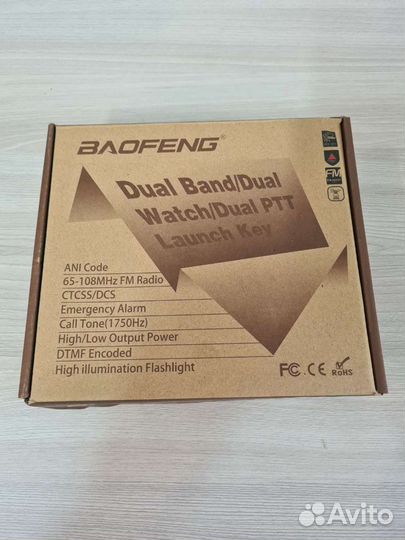 BAOFENG®
Dual Band/Dual
Watch/Dual PTT
Launch Key
FM
ANI Code
65-108MHz FM Radio
CTCSS/DCS
Emergency Alarm
Call Tone(1750Hz)
High/Low Output Power
DTMF Encoded
High illumination Flashlight
FC CE RoHS
Avito